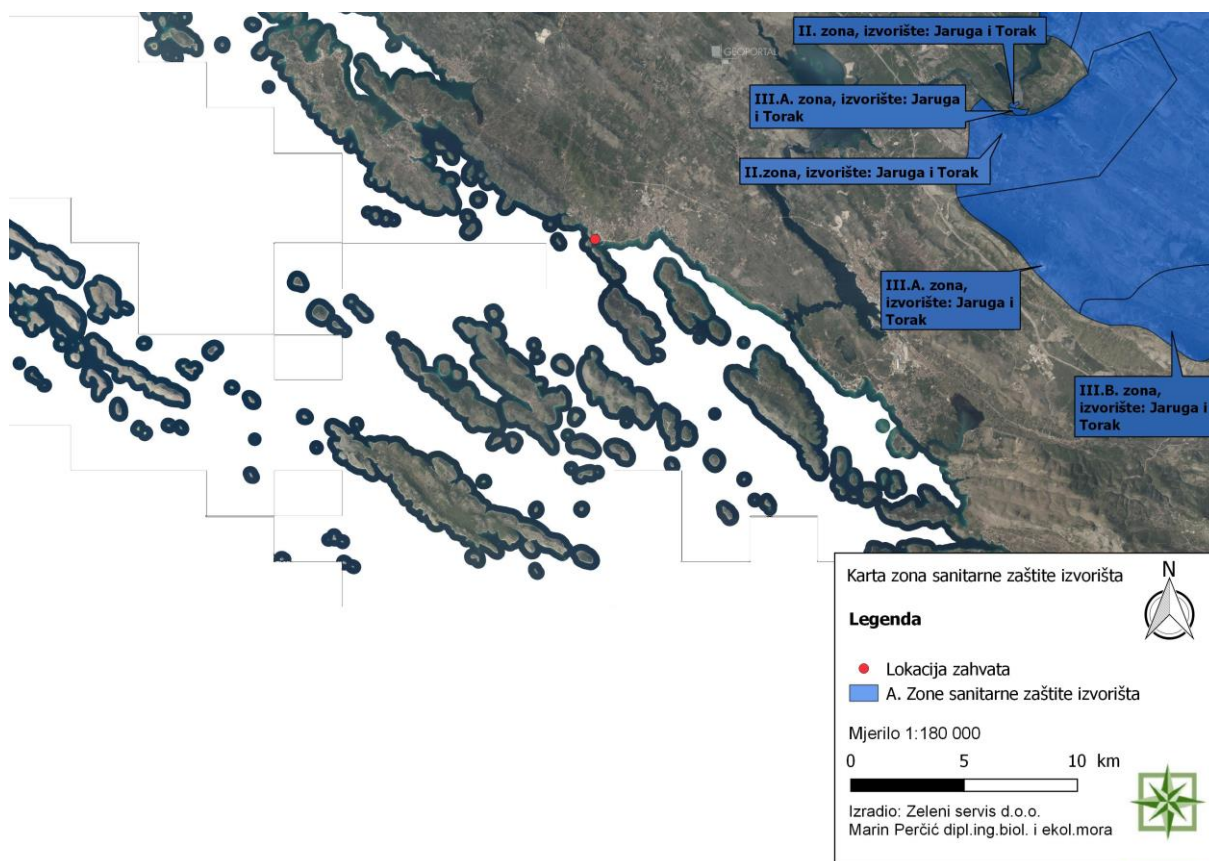 GEOPORTAL
II. zona, izvorište: Jaruga i Torak
III.A. zona, izvorište: Jaruga
i Torak
II.zona, izvorište: Jaruga i Torak
III.A. zona,
izvorište: Jaruga i
Torak
III.B. zona,
izvorište: Jaruga i
Torak
Karta zona sanitarne zaštite izvorišta
N
Legenda
Lokacija zahvata
A. Zone sanitarne zaštite izvorišta
Mjerilo 1:180 000
0 5 10 km
Izradio: Zeleni servis d.o.o.
Marin Perčić dipl.ing.biol. i ekol.mora